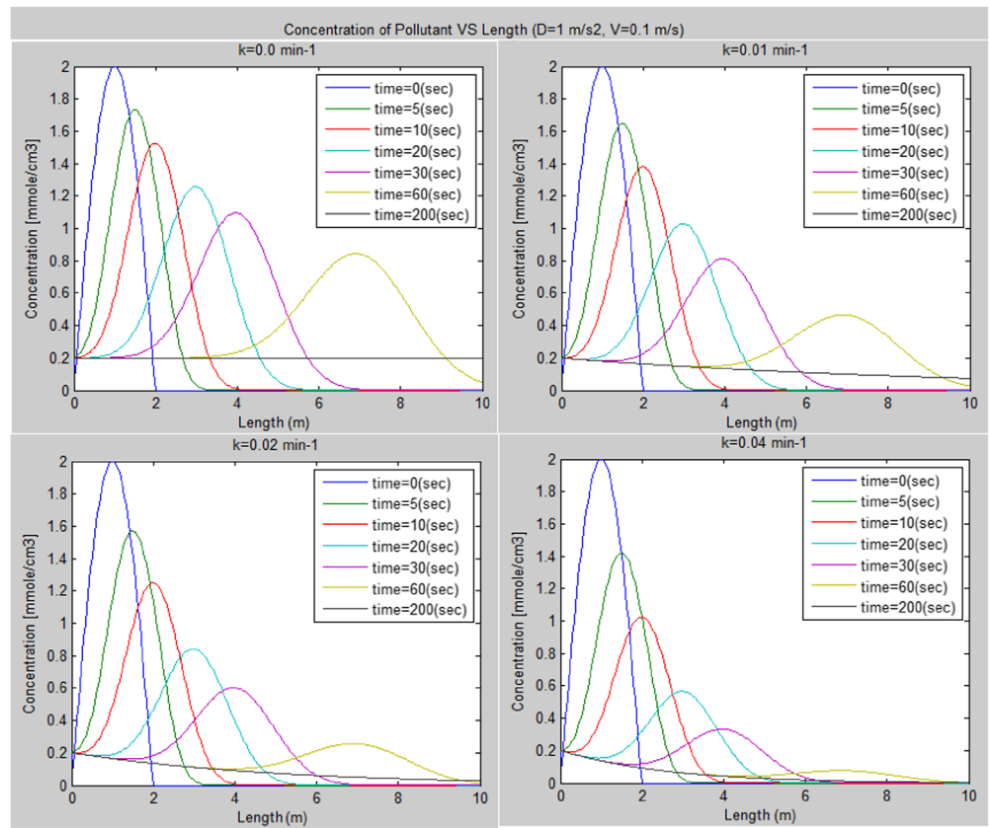 Concentration of Pollutant VS Length (D=1 m/s2, V=0.1 m/s)
k=0.0 min-1
2
1.8
1.6
1.4
1.2
1
0.8
0.6
0.4
0.2
0
Concentration [mmole/cm3]
time=0(sec)
time=5(sec)
time=10(sec)
time=20(sec)
time=30(sec)
time=60(sec)
time=200(sec)
0 2 4 6 8 10
Length (m)
k=0.01 min-1
2
1.8
1.6
1.4
1.2
1
0.8
0.6
0.4
0.2
0
Concentration [mmole/cm3]
time=0(sec)
time=5(sec)
time=10(sec)
time=20(sec)
time=30(sec)
time=60(sec)
time=200(sec)
0 2 4 6 8 10
Length (m)
k=0.02 min-1
2
1.8
1.6
1.4
1.2
1
0.8
0.6
0.4
0.2
0
Concentration [mmole/cm3]
time=0(sec)
time=5(sec)
time=10(sec)
time=20(sec)
time=30(sec)
time=60(sec)
time=200(sec)
0 2 4 6 8 10
Length (m)
k=0.04 min-1
2
1.8
1.6
1.4
1.2
1
0.8
0.6
0.4
0.2
0
Concentration [mmole/cm3]
time=0(sec)
time=5(sec)
time=10(sec)
time=20(sec)
time=30(sec)
time=60(sec)
time=200(sec)
0 2 4 6 8 10
Length (m)